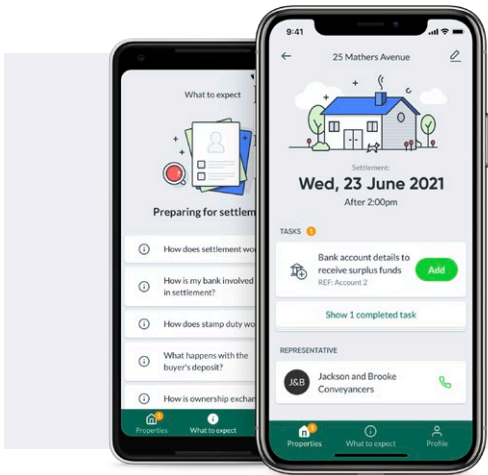 What to expect
Preparing for settlem
How does settlement wo
How is my bank involved
in settlement?
How does stamp duty wo
What happens with the
buyer's deposit?
How is ownership exchan
1
Properties
What to expect
9:41
25 Mathers Avenue
Settlement:
Wed, 23 June 2021
After 2:00pm
TASKS 1
Bank account details to
receive surplus funds
REF: Account 2
Add
Show 1 completed task
REPRESENTATIVE
J&B
Jackson and Brooke
Conveyancers
1
Properties
What to expect
Profile